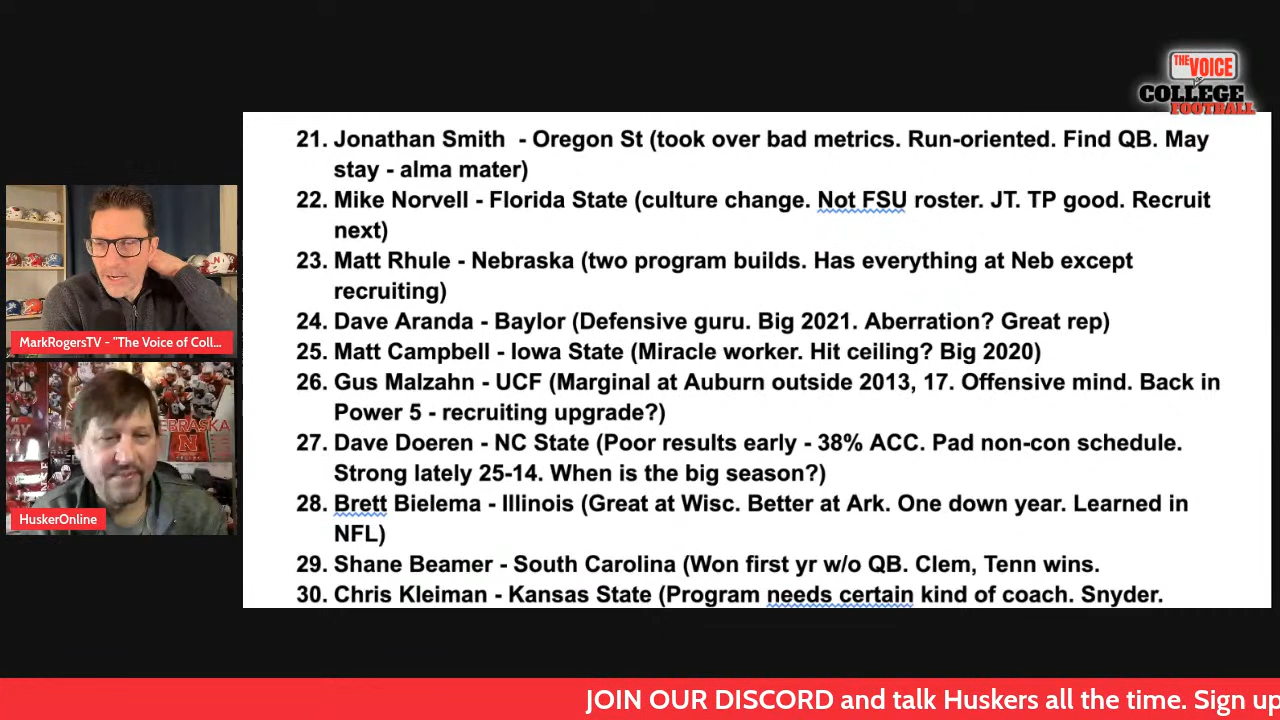 THE VOICE
OF
COLLEGE
FOOTBALL
21. Jonathan Smith - Oregon St (took over bad metrics. Run-oriented. Find QB. May
stay - alma mater)
22. Mike Norvell - Florida State (culture change. Not FSU roster. JT. TP good. Recruit
next)
23. Matt Rhule - Nebraska (two program builds. Has everything at Neb except
recruiting)
24. Dave Aranda - Baylor (Defensive guru. Big 2021. Aberration? Great rep)
25. Matt Campbell - Iowa State (Miracle worker. Hit ceiling? Big 2020)
26. Gus Malzahn - UCF (Marginal at Auburn outside 2013, 17. Offensive mind. Back in
Power 5 - recruiting upgrade?)
27. Dave Doeren - NC State (Poor results early - 38% ACC. Pad non-con schedule.
Strong lately 25-14. When is the big season?)
28. Brett Bielema - Illinois (Great at Wisc. Better at Ark. One down year. Learned in
NFL)
29. Shane Beamer - South Carolina (Won first yr w/o QB. Clem, Tenn wins.
30. Chris Kleiman - Kansas State (Program needs certain kind of coach. Snyder.
MarkRogersTV - "The Voice of Coll...
NEBRASKA
N
HuskerOnline
JOIN OUR DISCORD and talk Huskers all the time. Sign up